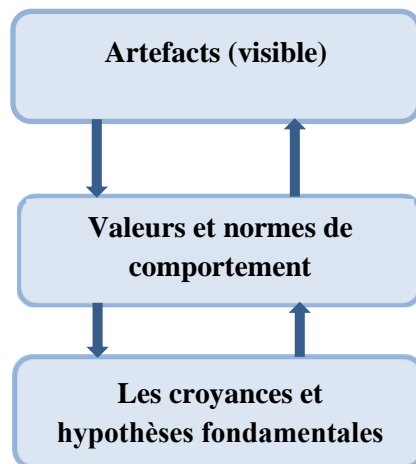 Artefacts (visible)
Valeurs et normes de
comportement
Les croyances et
hypothèses fondamentales